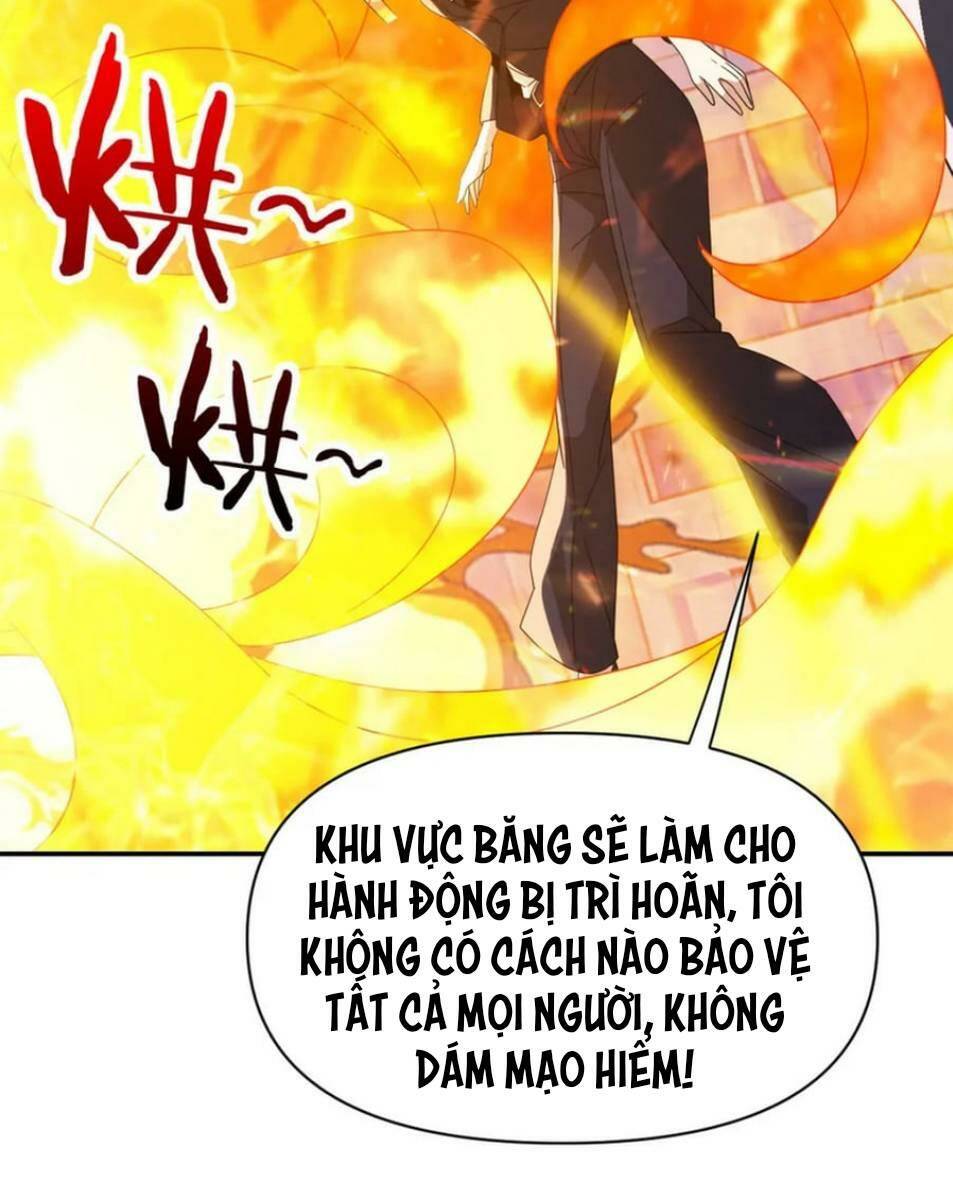 KHU VỰC BĂNG SẼ LÀM CHO
HÀNH ĐỘNG BỊ TRÌ HOÃN, TÔI
KHÔNG CÓ CÁCH NÀO BẢO VỆ
TẤT CẢ MỌI NGƯỜI, KHÔNG
DÁM MẠO HIỂM!